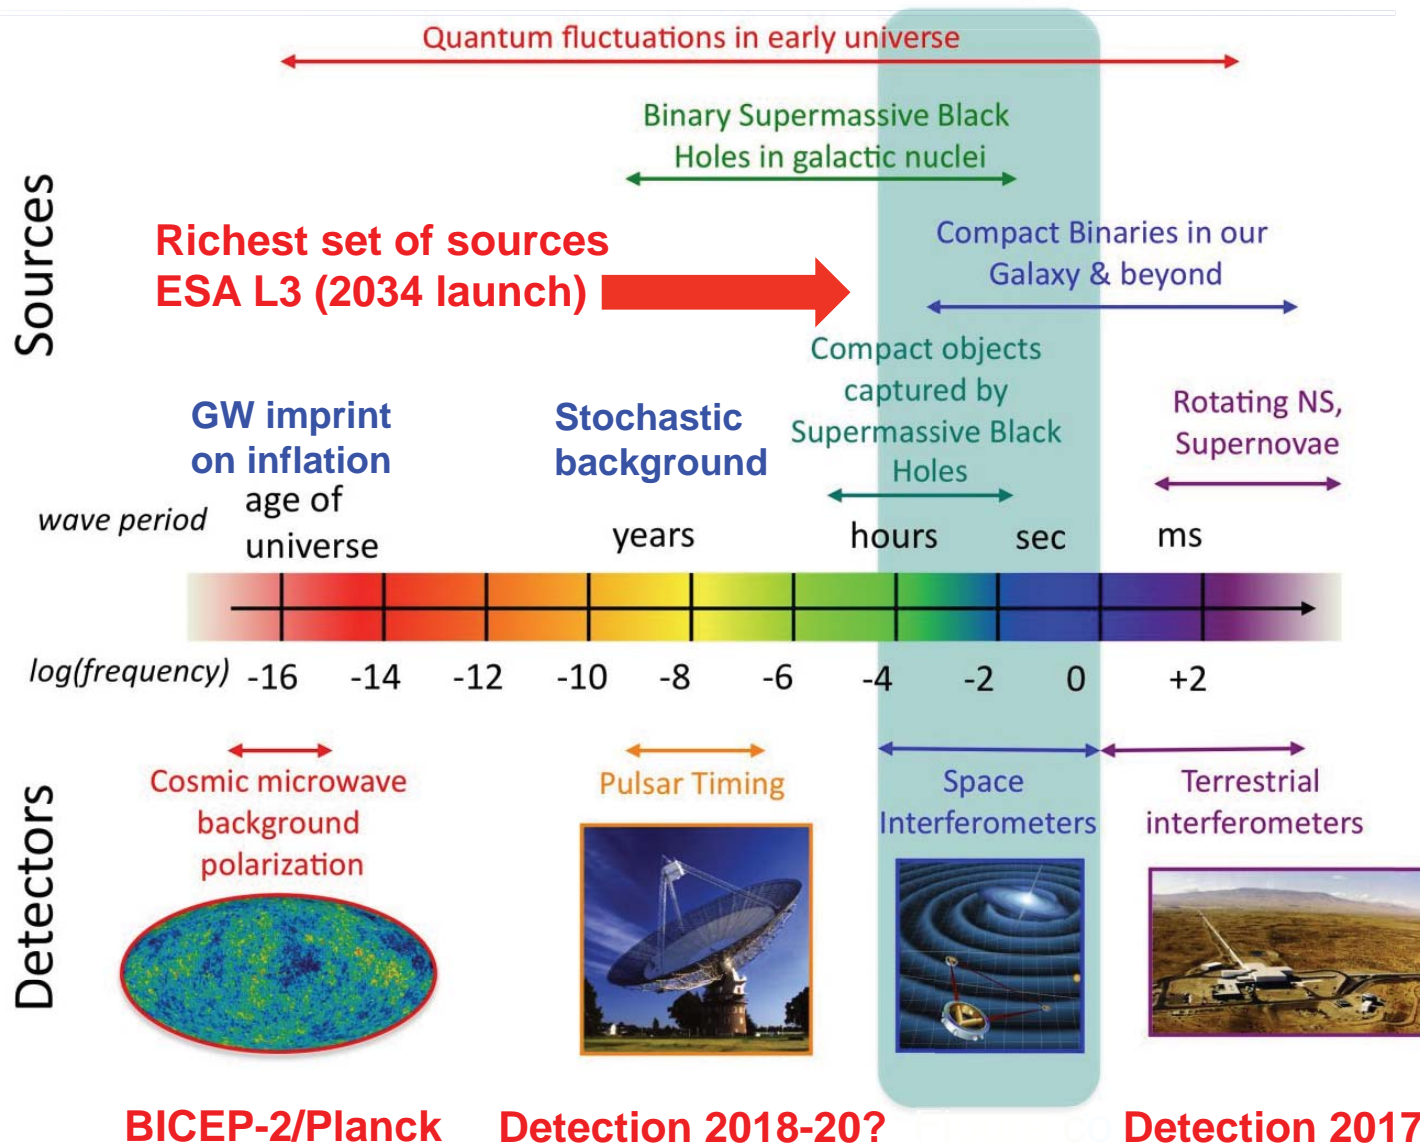 Quantum fluctuations in early universe
Binary Supermassive Black
Holes in galactic nuclei
Sources
Richest set of sources
ESA L3 (2034 launch)
Compact Binaries in our
Galaxy & beyond
Compact objects
captured by
Supermassive Black
Holes
GW imprint
on inflation
Stochastic
background
Rotating NS,
Supernovae
wave period
age of
universe
years
hours
sec
ms
log(frequency)
-16
-14
-12
-10
-8
-6
-4
-2
0
+2
Detectors
Cosmic microwave
background
polarization
Pulsar Timing
Space
Interferometers
Terrestrial
interferometers
BICEP-2/Planck
Detection 2018-20?
Detection 2017